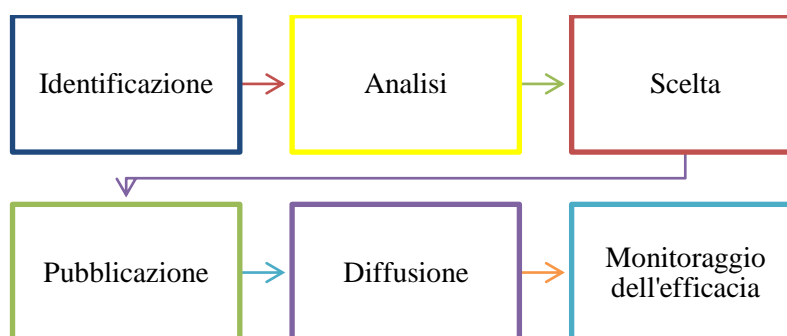 Identificazione
Analisi
Scelta
Pubblicazione
Diffusione
Monitoraggio
dell'efficacia